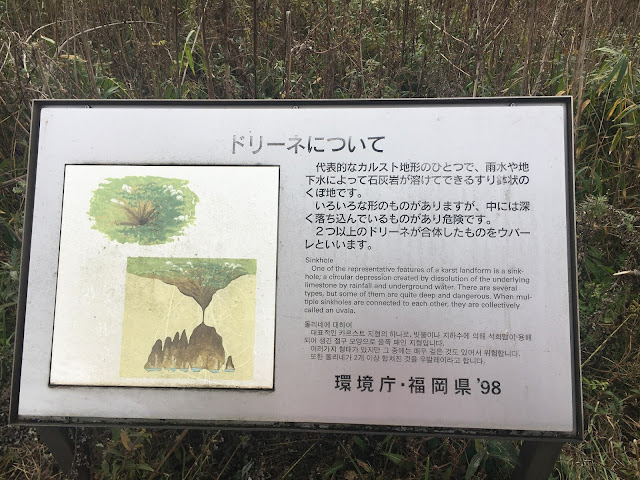 ドリーネについて
代表的なカルスト地形のひとつで、雨水や地
下水によって石灰岩が溶けてできるすり鉢状の
くぼ地です。
いろいろな形のものがありますが、中には深
く落ち込んでいるものがあり危険です。
２つ以上のドリーネが合体したものをウバー
レといいます。
Sinkhole
One of the representative features of a karst landform is a sink-
hole; a circular depression created by dissolution of the underlying
limestone by rainfall and underground water. There are several
types, but some of them are quite deep and dangerous. When mul-
tiple sinkholes are connected to each other, they are collectively
called an uvala.
돌리네에 대하여
대표적인 카르스트 지형의 하나로, 빗물이나 지하수에 의해 석회암이 용해
되어 생긴 절구 모양으로 움푹 패인 지형입니다.
여러가지 형태가 있지만 그 중에는 매우 깊은 것도 있어서 위험합니다.
또한 돌리네가 2개 이상 합쳐진 것을 우발레이라고 합니다.
環境庁・福岡県 '98